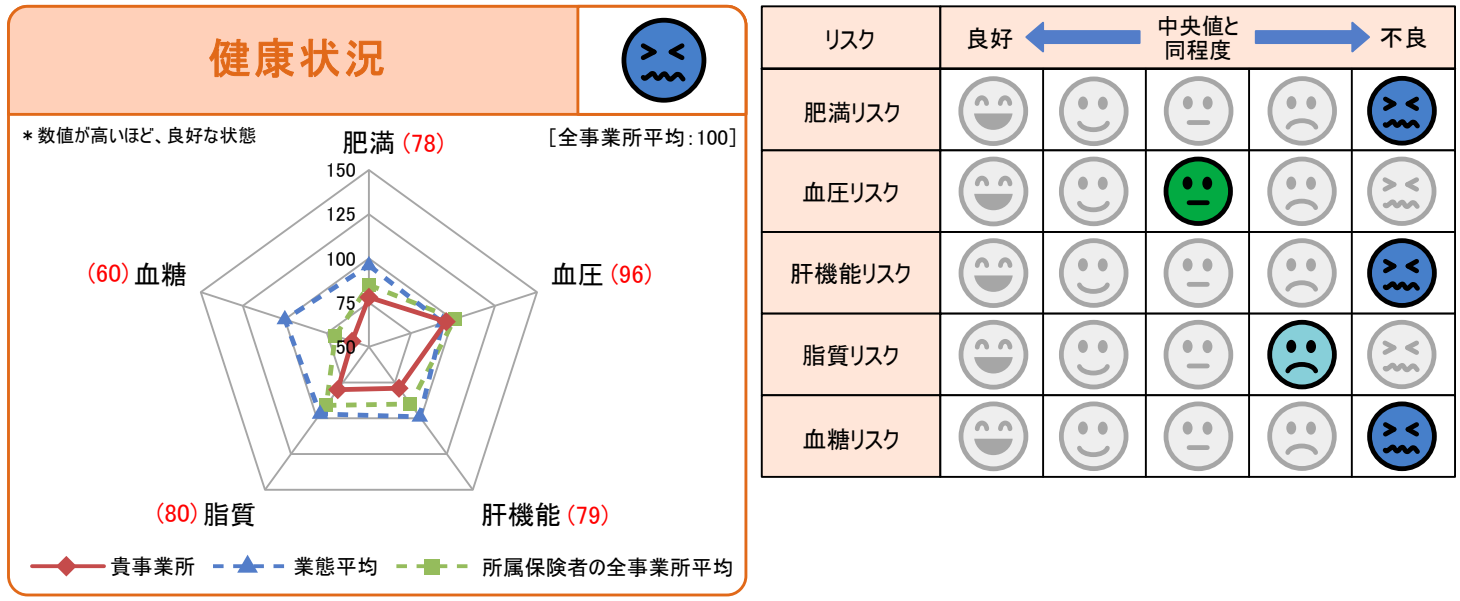 健康状況
* 数値が高いほど、良好な状態
[全事業所平均:100]
肥満 (78)
150
125
100
75
50
(60) 血糖
血圧 (96)
(80) 脂質
肝機能 (79)
貴事業所
業態平均
所属保険者の全事業所平均
リスク
良好
中央値と
同程度
不良
肥満リスク
血圧リスク
肝機能リスク
脂質リスク
血糖リスク